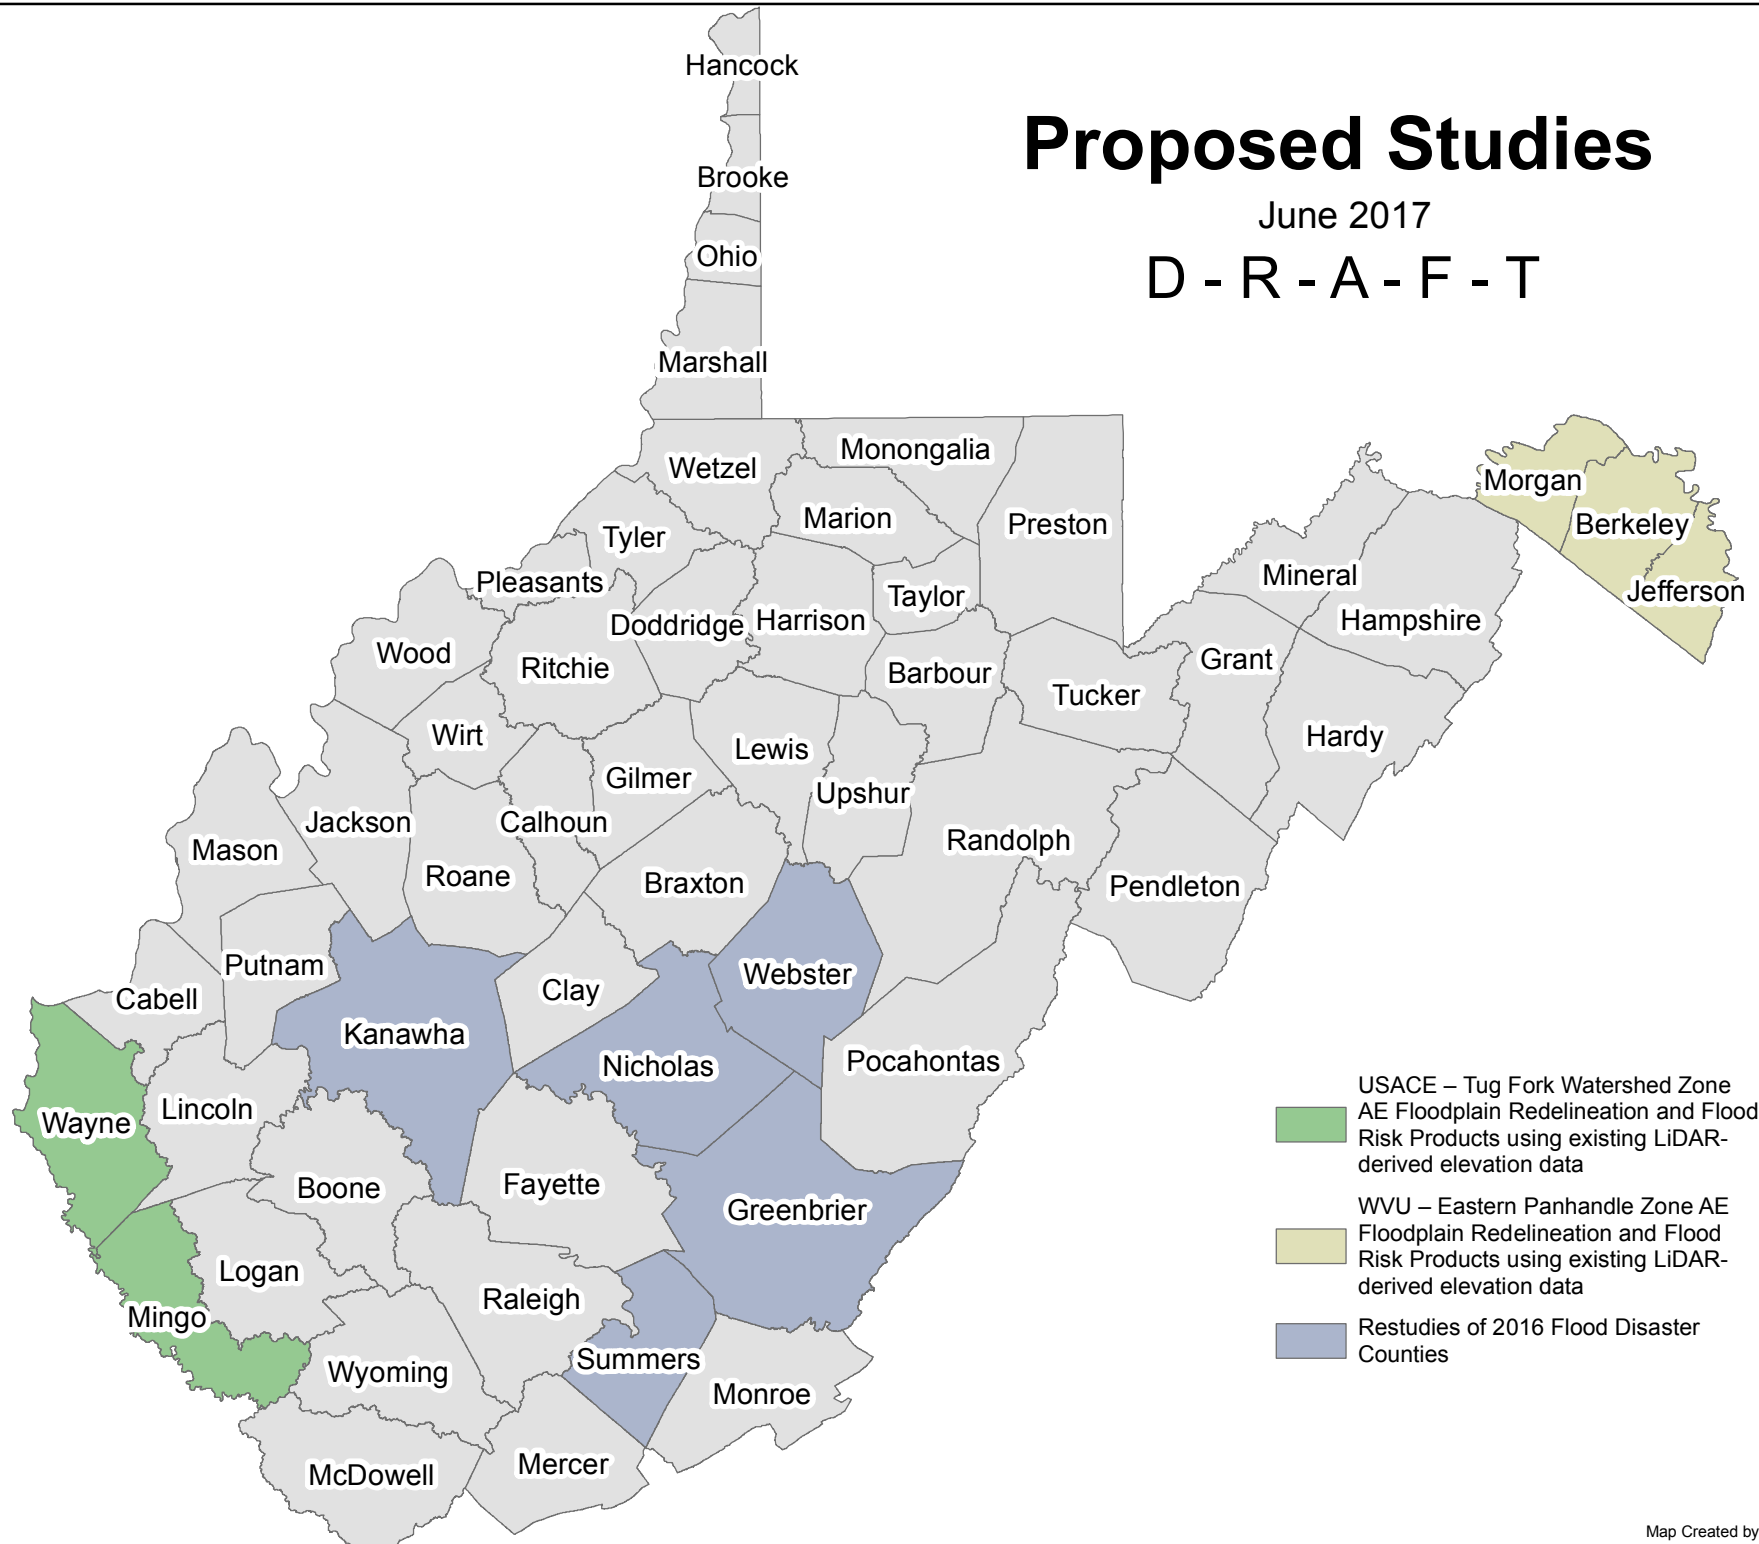 Hancock
Proposed Studies
June 2017
D - R - A - F - T
Brooke
Ohio
Marshall
Monongalia
Wetzel
Morgan
Marion
Preston
Berkeley
Tyler
Mineral
Pleasants
Jefferson
Taylor
Doddridge
Harrison
Hampshire
Wood
Ritchie
Grant
Barbour
Tucker
Wirt
Hardy
Lewis
Gilmer
Upshur
Jackson
Calhoun
Randolph
Mason
Roane
Braxton
Pendleton
Putnam
Webster
Clay
Cabell
Kanawha
Nicholas
Pocahontas
Lincoln
Wayne
Fayette
Boone
Greenbrier
Logan
Raleigh
Mingo
Summers
Wyoming
Monroe
Mercer
McDowell
USACE – Tug Fork Watershed Zone
AE Floodplain Redelineation and Flood
Risk Products using existing LiDAR-
derived elevation data
WVU – Eastern Panhandle Zone AE
Floodplain Redelineation and Flood
Risk Products using existing LiDAR-
derived elevation data
Restudies of 2016 Flood Disaster
Counties
Map Created by